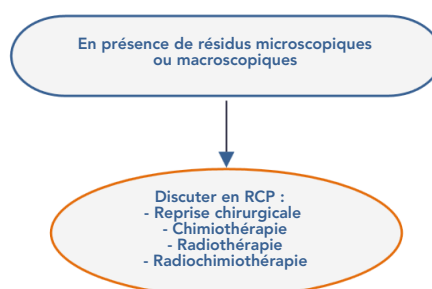 En présence de résidus microscopiques
ou macroscopiques
Discuter en RCP :
- Reprise chirurgicale
- Chimiothérapie
- Radiothérapie
- Radiochimiothérapie